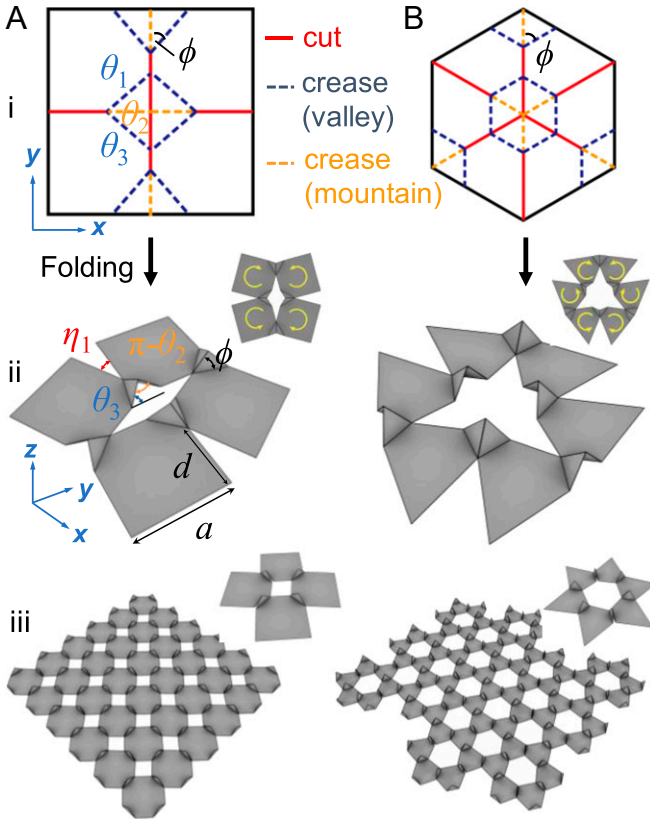 A
B
ϕ
cut
ϕ
θ1
crease
(valley)
i
θ2
θ3
crease
(mountain)
y
x
Folding
η1
π-θ2
ϕ
ii
θ3
d
z
y
x
a
iii